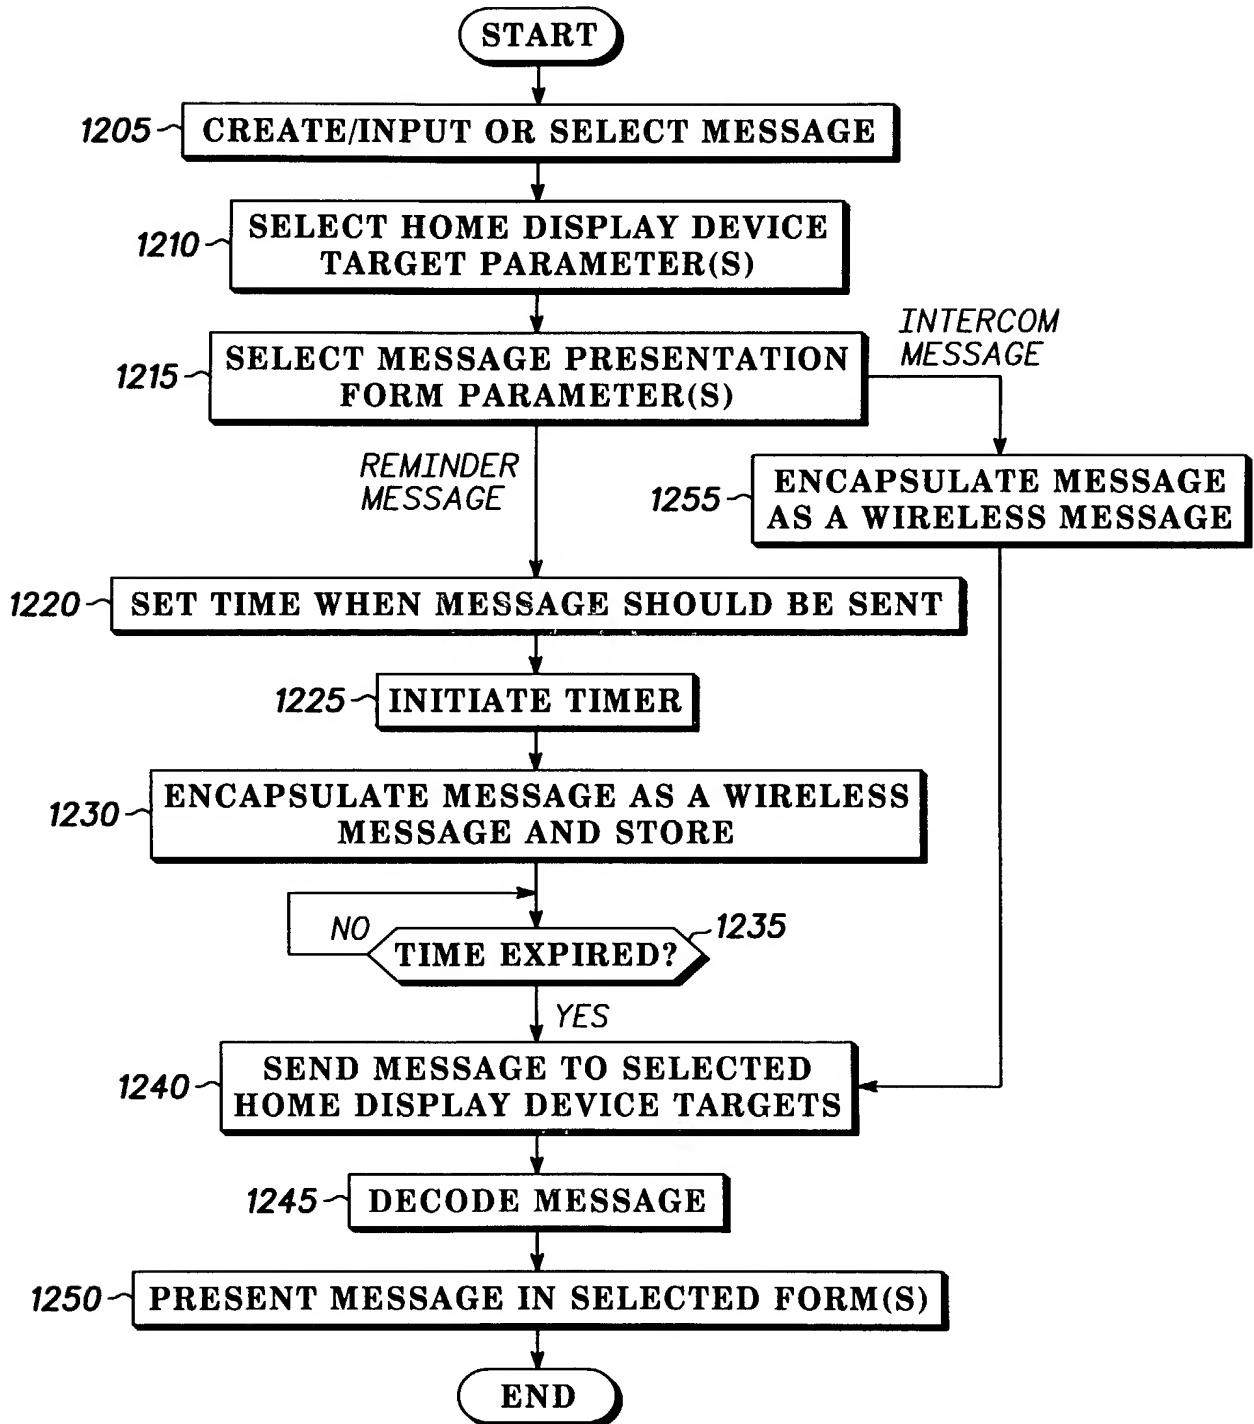 START
1205
CREATE/INPUT OR SELECT MESSAGE
1210
SELECT HOME DISPLAY DEVICE
TARGET PARAMETER(S)
1215
SELECT MESSAGE PRESENTATION
FORM PARAMETER(S)
INTERCOM
MESSAGE
REMINDER
MESSAGE
1255
ENCAPSULATE MESSAGE
AS A WIRELESS MESSAGE
1220
SET TIME WHEN MESSAGE SHOULD BE SENT
1225
INITIATE TIMER
1230
ENCAPSULATE MESSAGE AS A WIRELESS
MESSAGE AND STORE
NO
TIME EXPIRED?
1235
YES
1240
SEND MESSAGE TO SELECTED
HOME DISPLAY DEVICE TARGETS
1245
DECODE MESSAGE
1250
PRESENT MESSAGE IN SELECTED FORM(S)
END